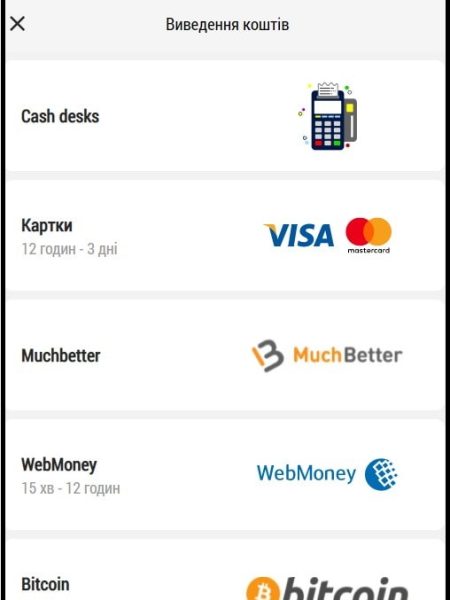 Виведення коштів
Cash desks
Картки
12 годин - 3 дні
VISA
mastercard
Muchbetter
MuchBetter
WebMoney
15 хв - 12 годин
WebMoney
Bitcoin
bitcoin